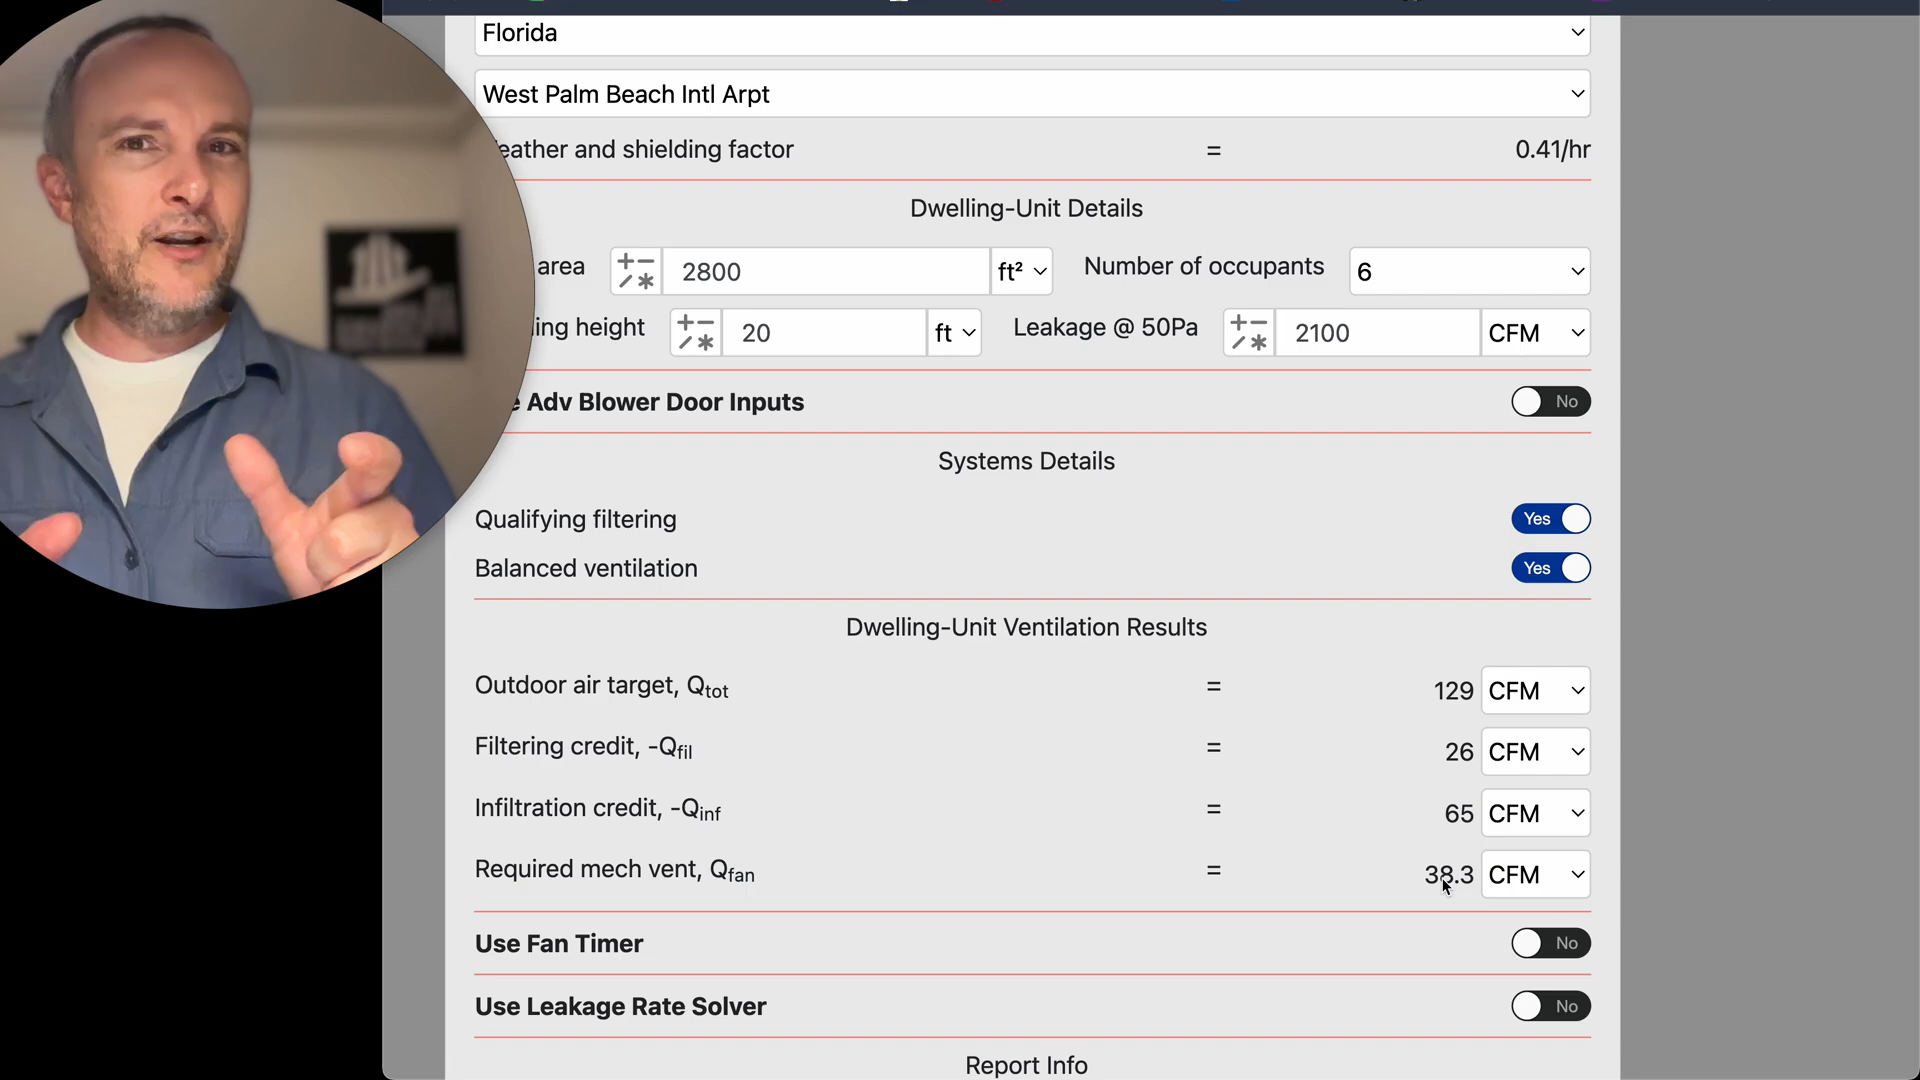 Florida
West Palm Beach Intl Arpt
eather and shielding factor = 0.41/hr
Dwelling-Unit Details
area 2800 ft² Number of occupants 6
ing height 20 ft Leakage @ 50Pa 2100 CFM
Adv Blower Door Inputs No
Systems Details
Qualifying filtering Yes
Balanced ventilation Yes
Dwelling-Unit Ventilation Results
Outdoor air target, Qtot = 129 CFM
Filtering credit, -Qfil = 26 CFM
Infiltration credit, -Qinf = 65 CFM
Required mech vent, Qfan = 38.3 CFM
Use Fan Timer No
Use Leakage Rate Solver No
Report Info